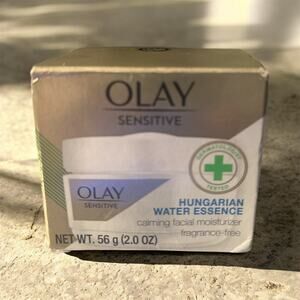 OLAY
SENSITIVE
DERMATOLOGIST
TESTED
OLAY
SENSITIVE
HUNGARIAN
WATER ESSENCE
calming facial moisturizer
fragrance-free
NET WT. 56 g (2.0 OZ)